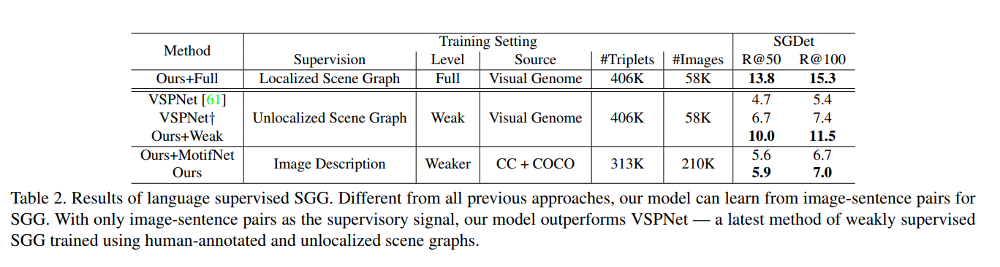 Method Training Setting SGDet
Supervision Level Source #Triplets #Images R@50 R@100
Ours+Full Localized Scene Graph Full Visual Genome 406K 58K 13.8 15.3
VSPNet [61] 4.7 5.4
VSPNet† Unlocalized Scene Graph Weak Visual Genome 406K 58K 6.7 7.4
Ours+Weak 10.0 11.5
Ours+MotifNet 5.6 6.7
Image Description Weaker CC + COCO 313K 210K
Ours 5.9 7.0
Table 2. Results of language supervised SGG. Different from all previous approaches, our model can learn from image-sentence pairs for
SGG. With only image-sentence pairs as the supervisory signal, our model outperforms VSPNet — a latest method of weakly supervised
SGG trained using human-annotated and unlocalized scene graphs.